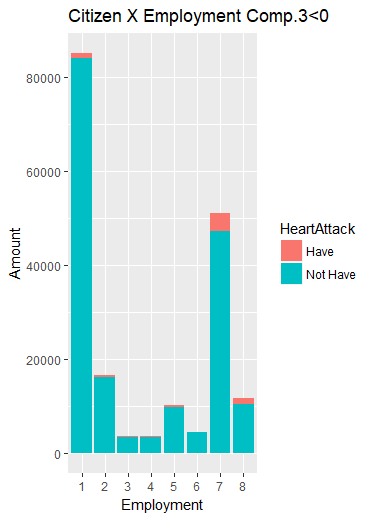 Citizen X Employment Comp.3<0
80000
60000
40000
20000
0
Amount
1 2 3 4 5 6 7 8
Employment
HeartAttack
Have
Not Have